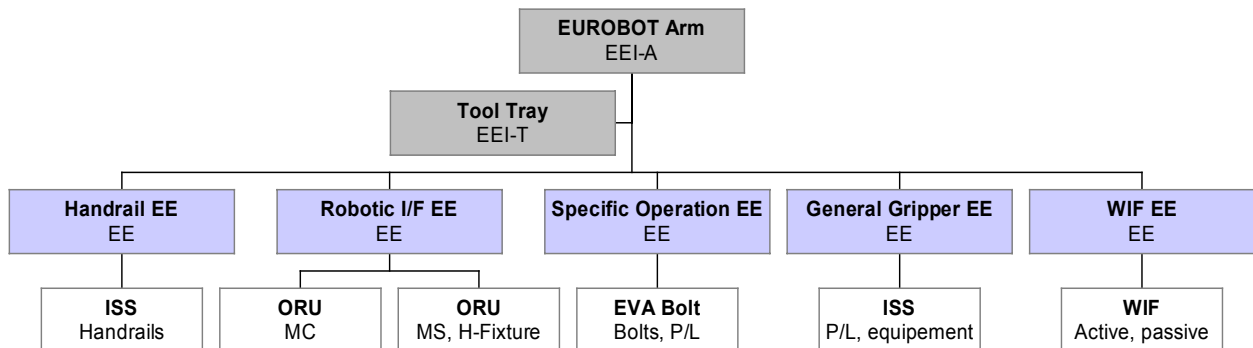 EUROBOT Arm
EEI-A
Tool Tray
EEI-T
Handrail EE
EE
Robotic I/F EE
EE
Specific Operation EE
EE
General Gripper EE
EE
WIF EE
EE
ISS
Handrails
ORU
MC
ORU
MS, H-Fixture
EVA Bolt
Bolts, P/L
ISS
P/L, equipement
WIF
Active, passive